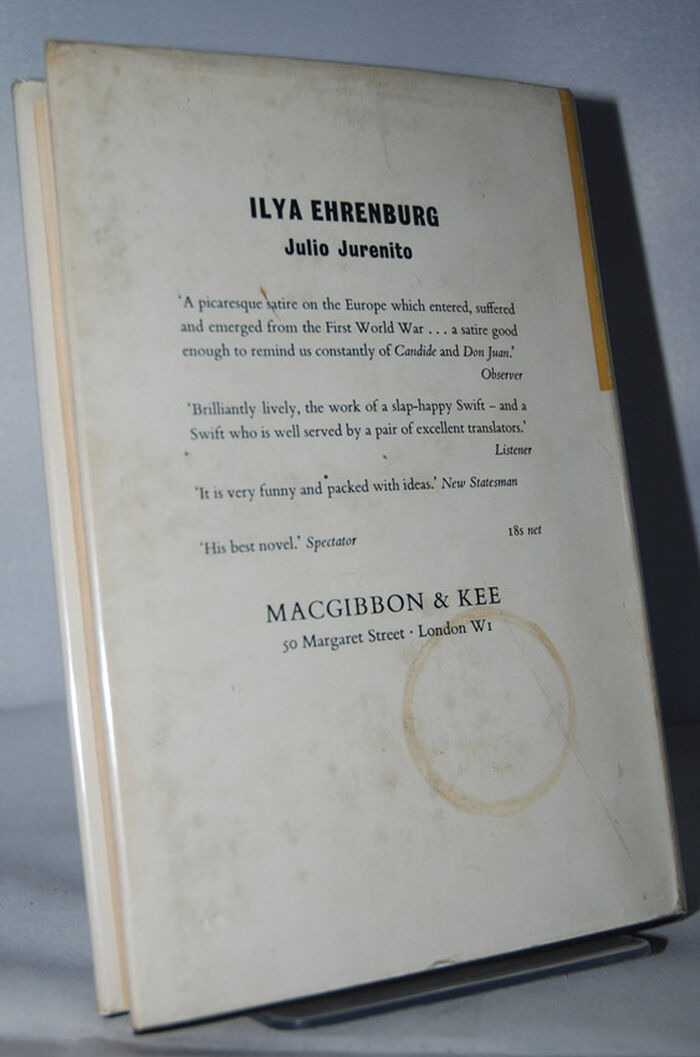 ILYA EHRENBURG
Julio Jurenito
'A picaresque satire on the Europe which entered, suffered
and emerged from the First World War . . . a satire good
enough to remind us constantly of Candide and Don Juan.'
Observer
'Brilliantly lively, the work of a slap-happy Swift – and a
Swift who is well served by a pair of excellent translators.'
Listener
'It is very funny and packed with ideas.' New Statesman
'His best novel.' Spectator
18s net
MACGIBBON & KEE
50 Margaret Street · London W1